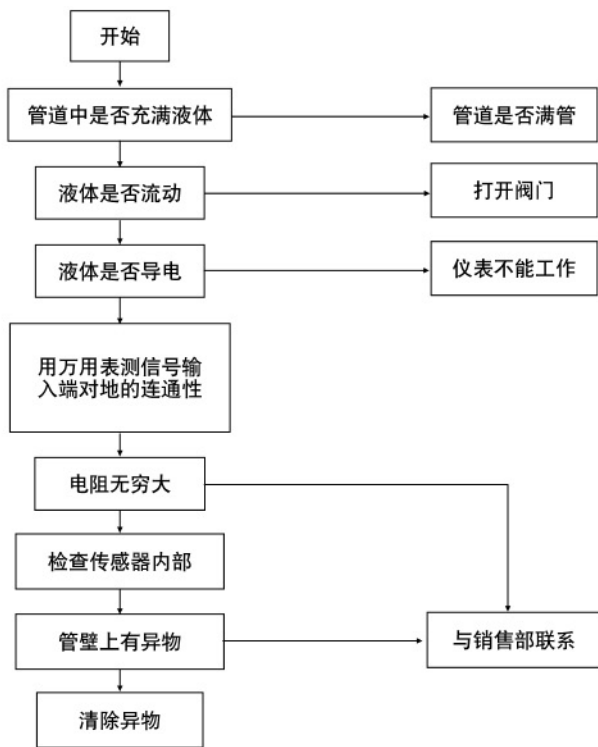 开始
管道中是否充满液体
管道是否满管
液体是否流动
打开阀门
液体是否导电
仪表不能工作
用万用表测信号输
入端对地的连通性
电阻无穷大
检查传感器内部
管壁上有异物
与销售部联系
清除异物